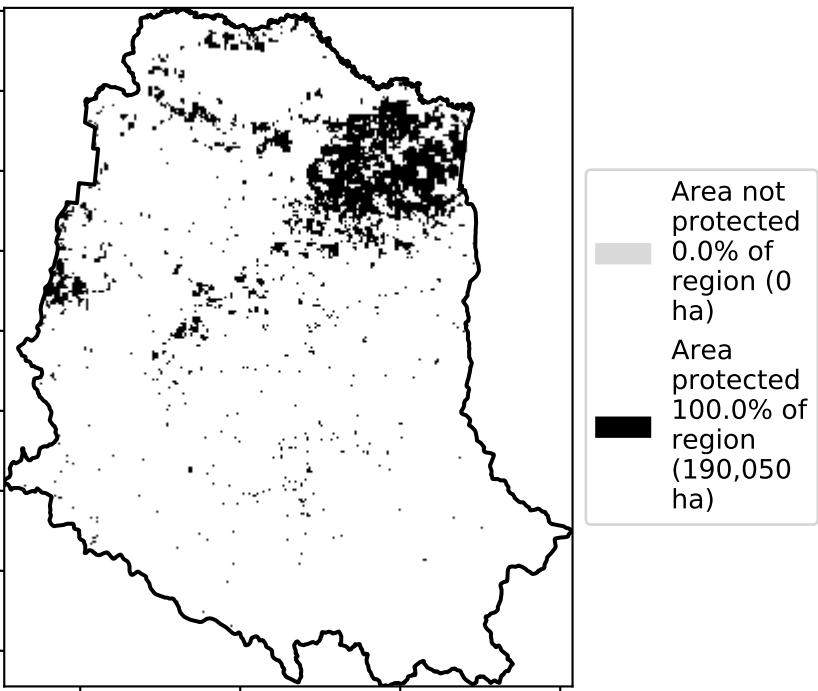 Area not
protected
0.0% of
region (0
ha)
Area
protected
100.0% of
region
(190,050
ha)